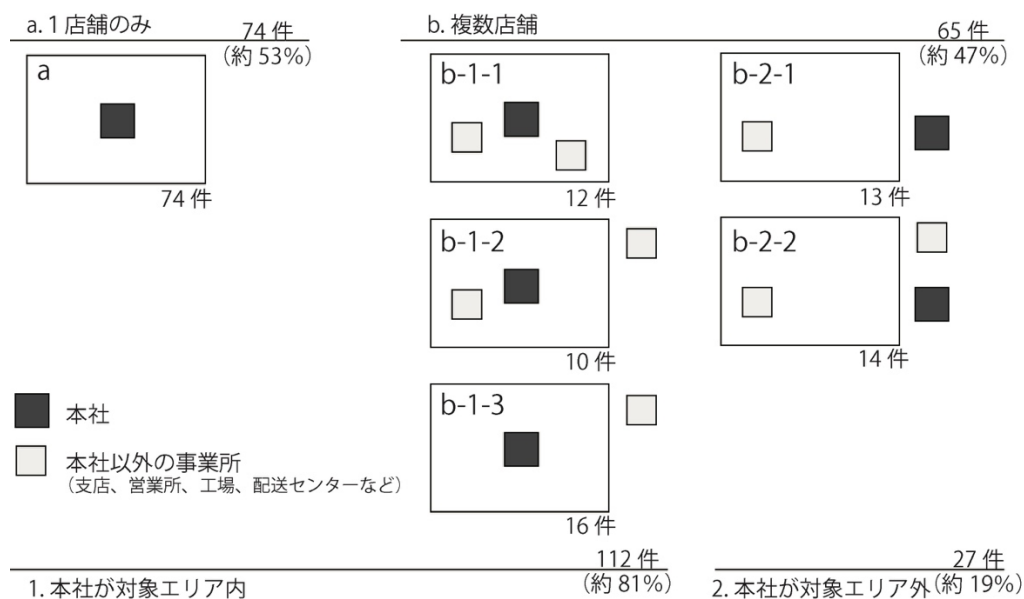 a. 1 店舗のみ
74 件
(約 53%)
a
74 件
b. 複数店舗
65 件
(約 47%)
b-1-1
12 件
b-2-1
13 件
b-1-2
10 件
b-2-2
14 件
b-1-3
16 件
本社
本社以外の事業所
(支店、営業所、工場、配送センターなど)
1. 本社が対象エリア内
112 件
(約 81%)
2. 本社が対象エリア外
27 件
(約 19%)